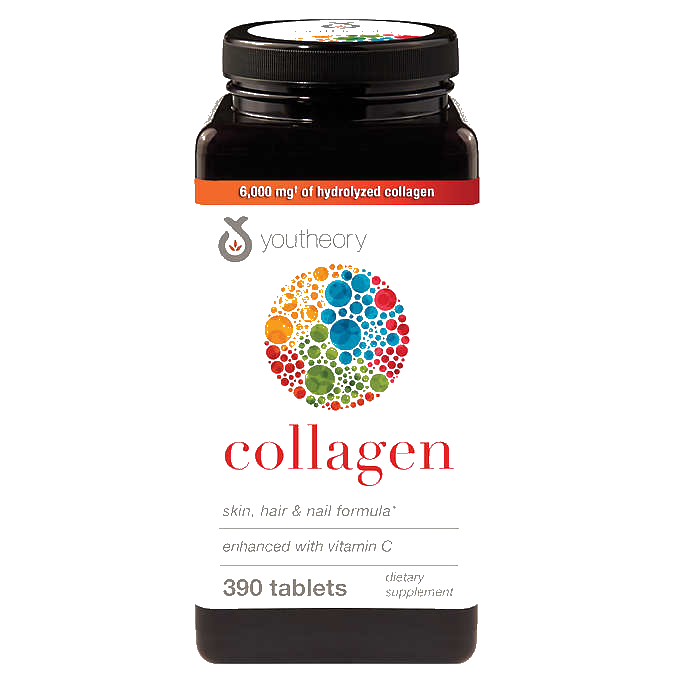 6,000 mg† of hydrolyzed collagen
youtheory
collagen
skin, hair & nail formula*
enhanced with vitamin C
390 tablets
dietary
supplement